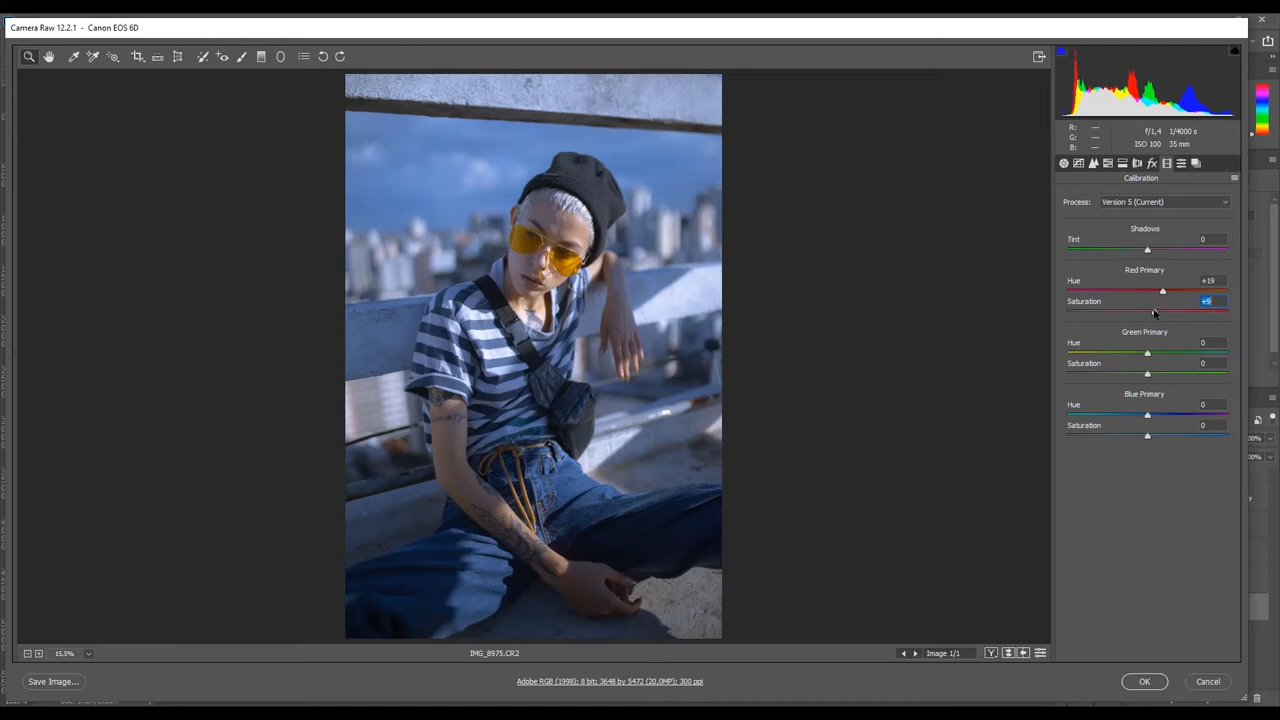 Camera Raw 12.2.1 - Canon EOS 6D
R: ---
G: ---
B: ---
f/1,4 1/4000 s
ISO 100 35 mm
fx
Calibration
Process: Version 5 (Current)
Shadows
Tint 0
Red Primary
Hue +19
Saturation +9
Green Primary
Hue 0
Saturation 0
Blue Primary
Hue 0
Saturation 0
15.5%
IMG_8975.CR2
Image 1/1
Y
Save Image...
Adobe RGB (1998); 8 bit; 3648 by 5472 (20,0MP); 300 ppi
OK
Cancel